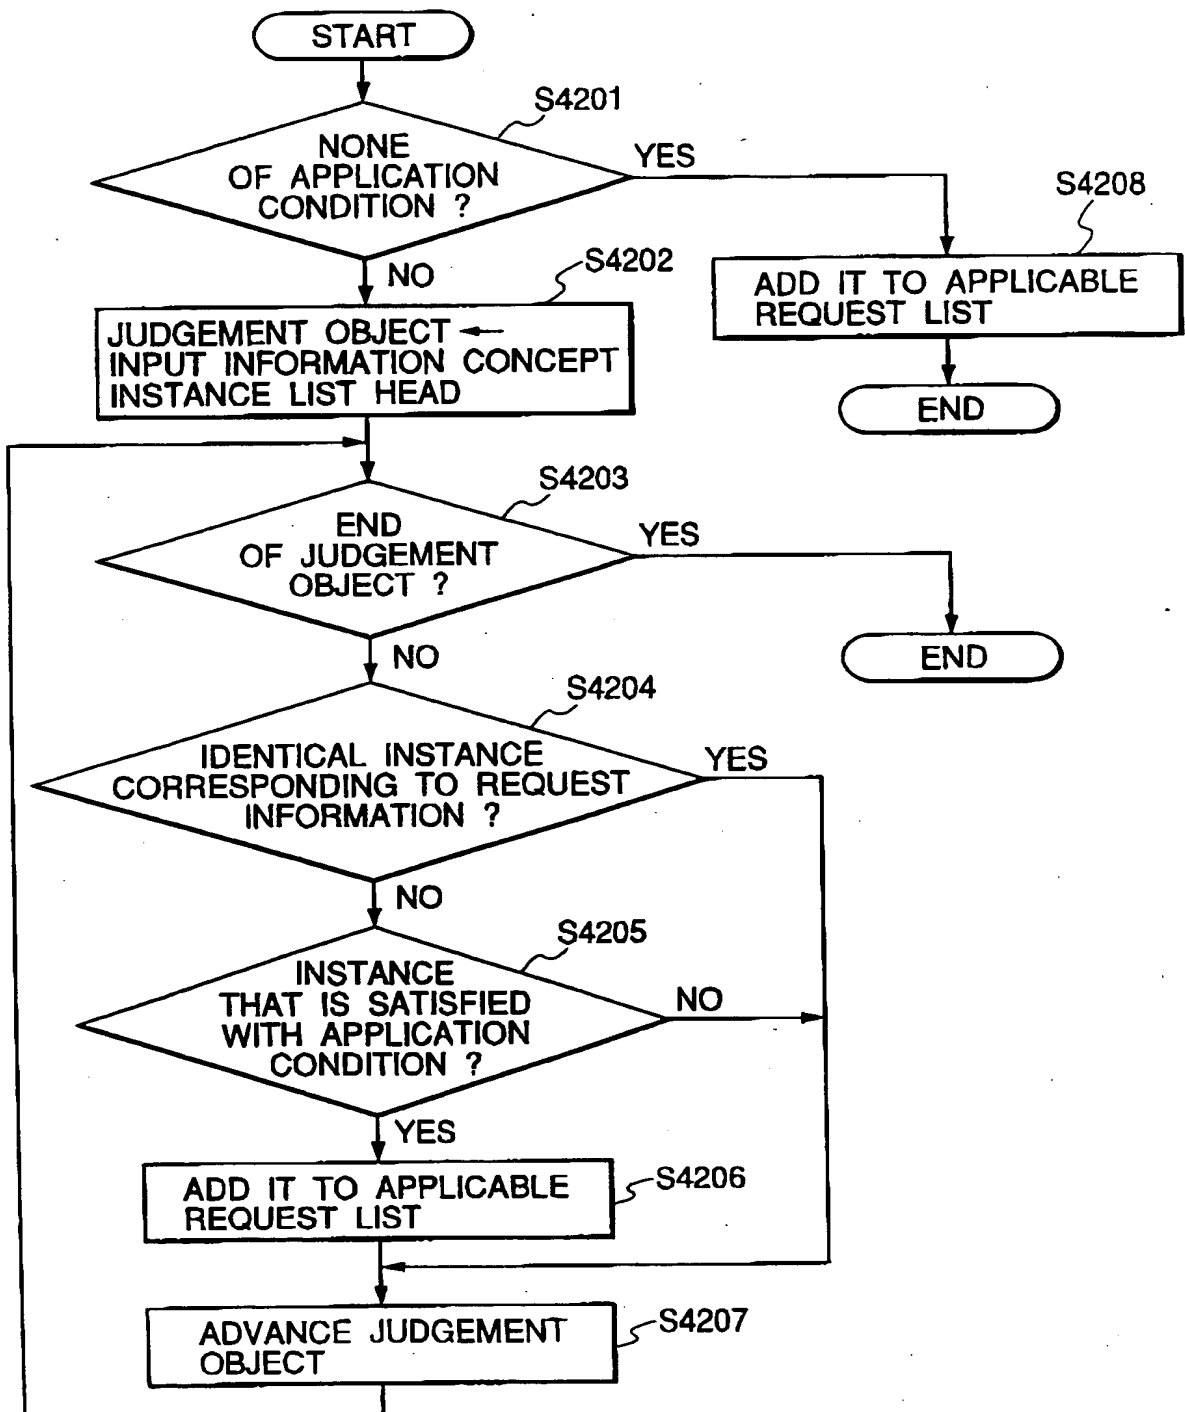 START
S4201
NONE
OF APPLICATION
CONDITION ?
YES
S4208
ADD IT TO APPLICABLE
REQUEST LIST
END
NO
S4202
JUDGEMENT OBJECT ←
INPUT INFORMATION CONCEPT
INSTANCE LIST HEAD
S4203
END
OF JUDGEMENT
OBJECT ?
YES
END
NO
S4204
IDENTICAL INSTANCE
CORRESPONDING TO REQUEST
INFORMATION ?
YES
NO
S4205
INSTANCE
THAT IS SATISFIED
WITH APPLICATION
CONDITION ?
NO
YES
S4206
ADD IT TO APPLICABLE
REQUEST LIST
S4207
ADVANCE JUDGEMENT
OBJECT